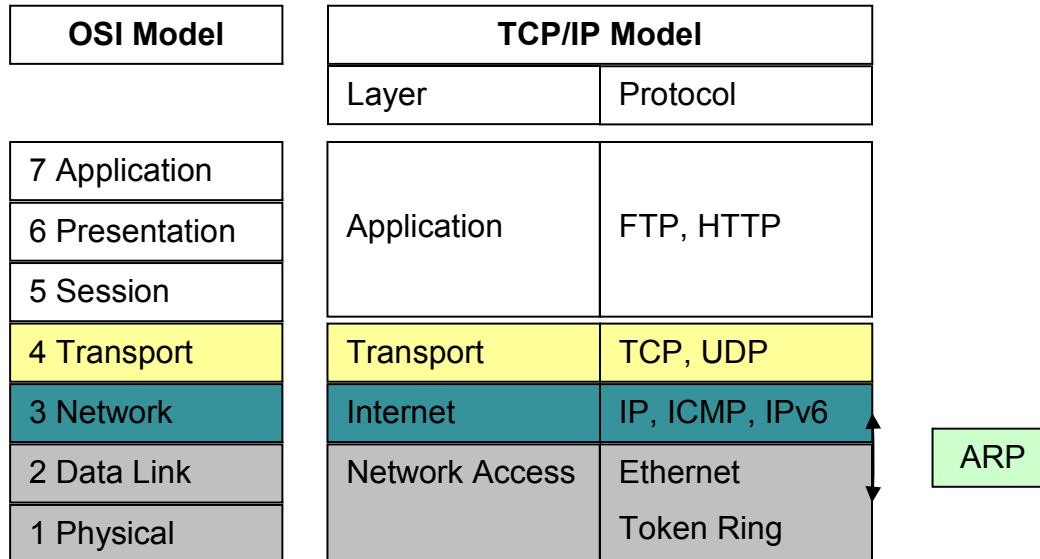 OSI Model
TCP/IP Model
Layer
Protocol
7 Application
6 Presentation
5 Session
Application
FTP, HTTP
4 Transport
Transport
TCP, UDP
3 Network
Internet
IP, ICMP, IPv6
2 Data Link
Network Access
Ethernet
ARP
1 Physical
Token Ring